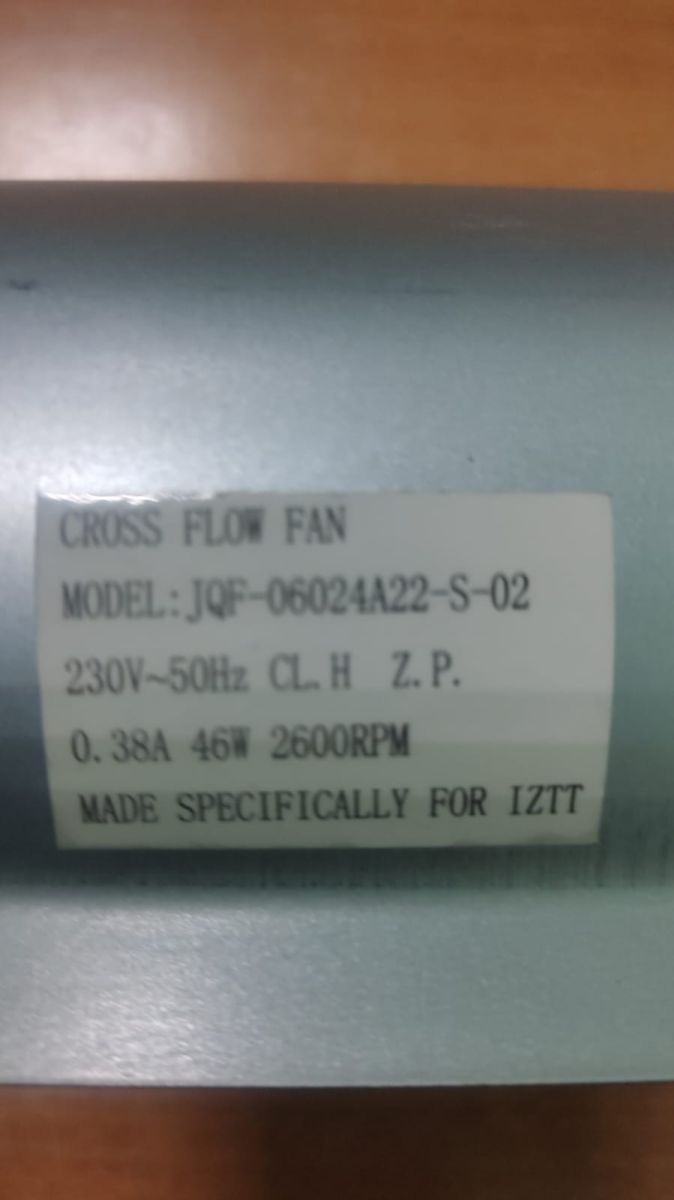 CROSS FLOW FAN
MODEL:JQF-06024A22-S-02
230V~50Hz CL.H Z.P.
0.38A 46W 2600RPM
MADE SPECIFICALLY FOR IZTT